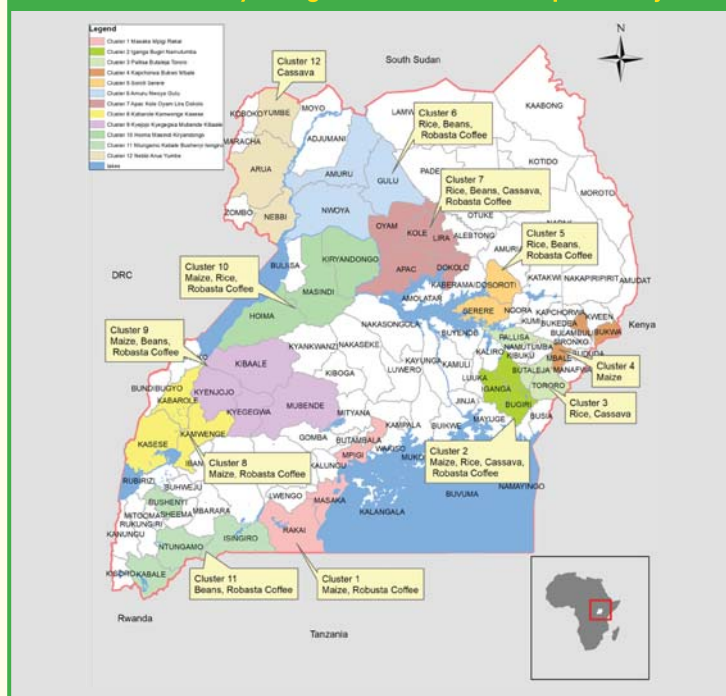 Legend
Cluster 1 Masaka Mpigi Rakai
Cluster 2 Iganga Bugiri Namutumba
Cluster 3 Pallisa Butaleja Tororo
Cluster 4 Kapchorwa Bukwo Mbale
Cluster 5 Soroti Serere
Cluster 6 Amuru Nwoya Gulu
Cluster 7 Apac Kole Oyam Lira Dokolo
Cluster 8 Kabarole Kamwenge Kasese
Cluster 9 Kyenjojo Kyegegwa Mubende Kibaale
Cluster 10 Hoima Masindi Kiryandongo
Cluster 11 Ntungamo Kabale Bushenyi Isingiro
Cluster 12 Nebbi Arua Yumbe
lakes
N
South Sudan
Cluster 12
Cassava
KOBOKO
YUMBE
MOYO
MARACHA
ADJUMANI
LAMW
KAABONG
Cluster 6
Rice, Beans,
Robasta Coffee
ARUA
AMURU
GULU
PADE
KOTIDO
MOROTO
ZOMBO
NEBBI
NWOYA
Cluster 7
Rice, Beans, Cassava,
Robasta Coffee
OTUKE
OYAM
KOLE
LIRA
ALEBTONG
AMURIA
Cluster 5
Rice, Beans.
Robasta Coffee
DRC
BULIISA
KIRYANDONGO
APAC
DOKOLO
Cluster 10
Maize, Rice,
Robasta Coffee
MASINDI
KABERAMAIDO
SOROTI
KATAKWI
NAKAPIRIPIRIT
AMUDAT
HOIMA
AMOLATAR
SERERE
NGORA
KAPCHORWA
KWEEN
Kenya
NAKASONGOLA
BUYENDE
KUMI
BUKEDEA
BULAMBULI
BUKWA
Cluster 9
Maize, Beans,
Robasta Coffee
KYANKWANZI
NAKASEKE
PALLISA
SIRONKO
BUDUDA
KIBAALE
KIBOGA
LUWERO
KAYUNGA
KAMULI
KALIRO
NAMUTUMBA
KIBUKU
MBALE
MANAFWA
Cluster 4
Maize
BUNDIBUGYO
KABAROLE
KYENJOJO
KYEGEGWA
MUBENDE
LUUKA
IGANGA
BUTALEJA
TORORO
Cluster 3
Rice, Cassava
MITYANA
KAMPALA
JINJA
BUGIRI
BUSIA
KASESE
KAMWENGE
GOMBA
BUTAMBALA
MPIGI
WAKISO
MUKO
BUIKWE
MAYUGE
Cluster 8
Maize, Robasta Coffee
IBAN
KALUNGU
Cluster 2
Maize, Rice, Cassava,
Robasta Coffee
RUBIRIZI
BUHWEJU
BUSHENYI
LWENGO
MASAKA
KALANGALA
BUVUMA
NAMAYINGO
MITOOMA
SHEEMA
MBARARA
RUKUNGIRI
KANUNGU
NTUNGAMO
ISINGIRO
RAKAI
KISORO
KABALE
Cluster 11
Beans, Robasta Coffee
Cluster 1
Maize, Robusta Coffee
Rwanda
Tanzania